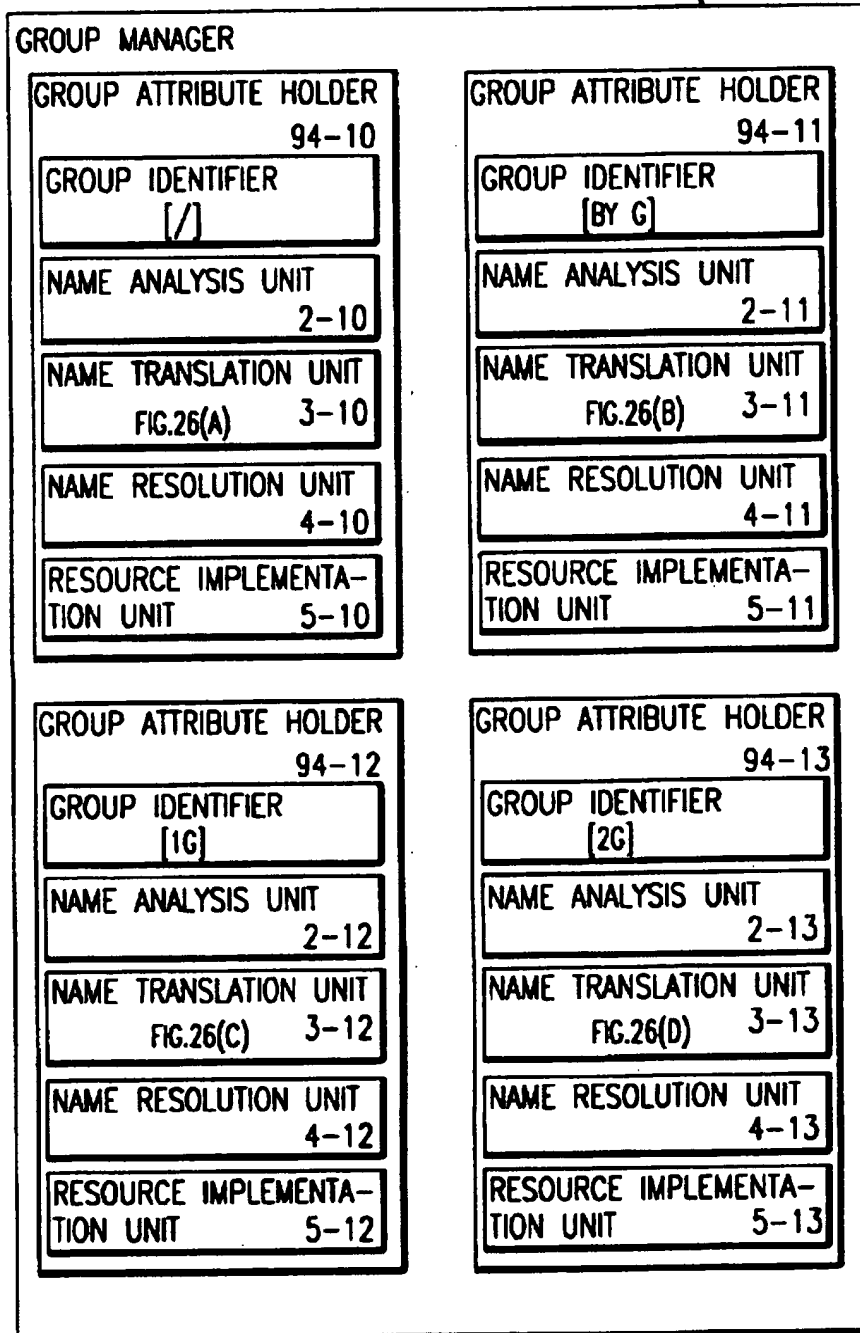 GROUP MANAGER
GROUP ATTRIBUTE HOLDER
94-10
GROUP IDENTIFIER
[/]
NAME ANALYSIS UNIT
2-10
NAME TRANSLATION UNIT
FIG.26(A) 3-10
NAME RESOLUTION UNIT
4-10
RESOURCE IMPLEMENTA-
TION UNIT 5-10
GROUP ATTRIBUTE HOLDER
94-11
GROUP IDENTIFIER
[BY G]
NAME ANALYSIS UNIT
2-11
NAME TRANSLATION UNIT
FIG.26(B) 3-11
NAME RESOLUTION UNIT
4-11
RESOURCE IMPLEMENTA-
TION UNIT 5-11
GROUP ATTRIBUTE HOLDER
94-12
GROUP IDENTIFIER
[1G]
NAME ANALYSIS UNIT
2-12
NAME TRANSLATION UNIT
FIG.26(C) 3-12
NAME RESOLUTION UNIT
4-12
RESOURCE IMPLEMENTA-
TION UNIT 5-12
GROUP ATTRIBUTE HOLDER
94-13
GROUP IDENTIFIER
[2G]
NAME ANALYSIS UNIT
2-13
NAME TRANSLATION UNIT
FIG.26(D) 3-13
NAME RESOLUTION UNIT
4-13
RESOURCE IMPLEMENTA-
TION UNIT 5-13